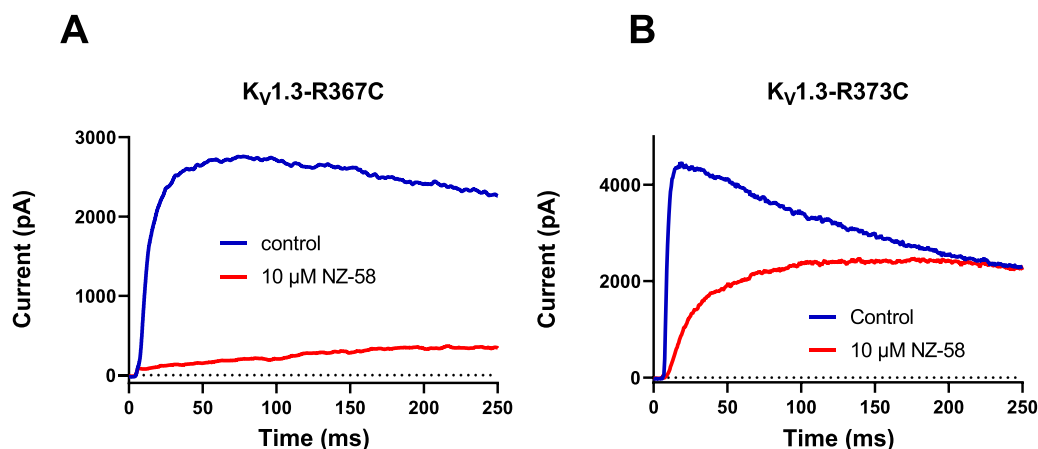 A
B
K_V1.3-R367C
K_V1.3-R373C
3000
2000
1000
0
Current (pA)
control
10 µM NZ-58
0
50
100
150
200
250
Time (ms)
4000
2000
0
Current (pA)
Control
10 µM NZ-58
0
50
100
150
200
250
Time (ms)